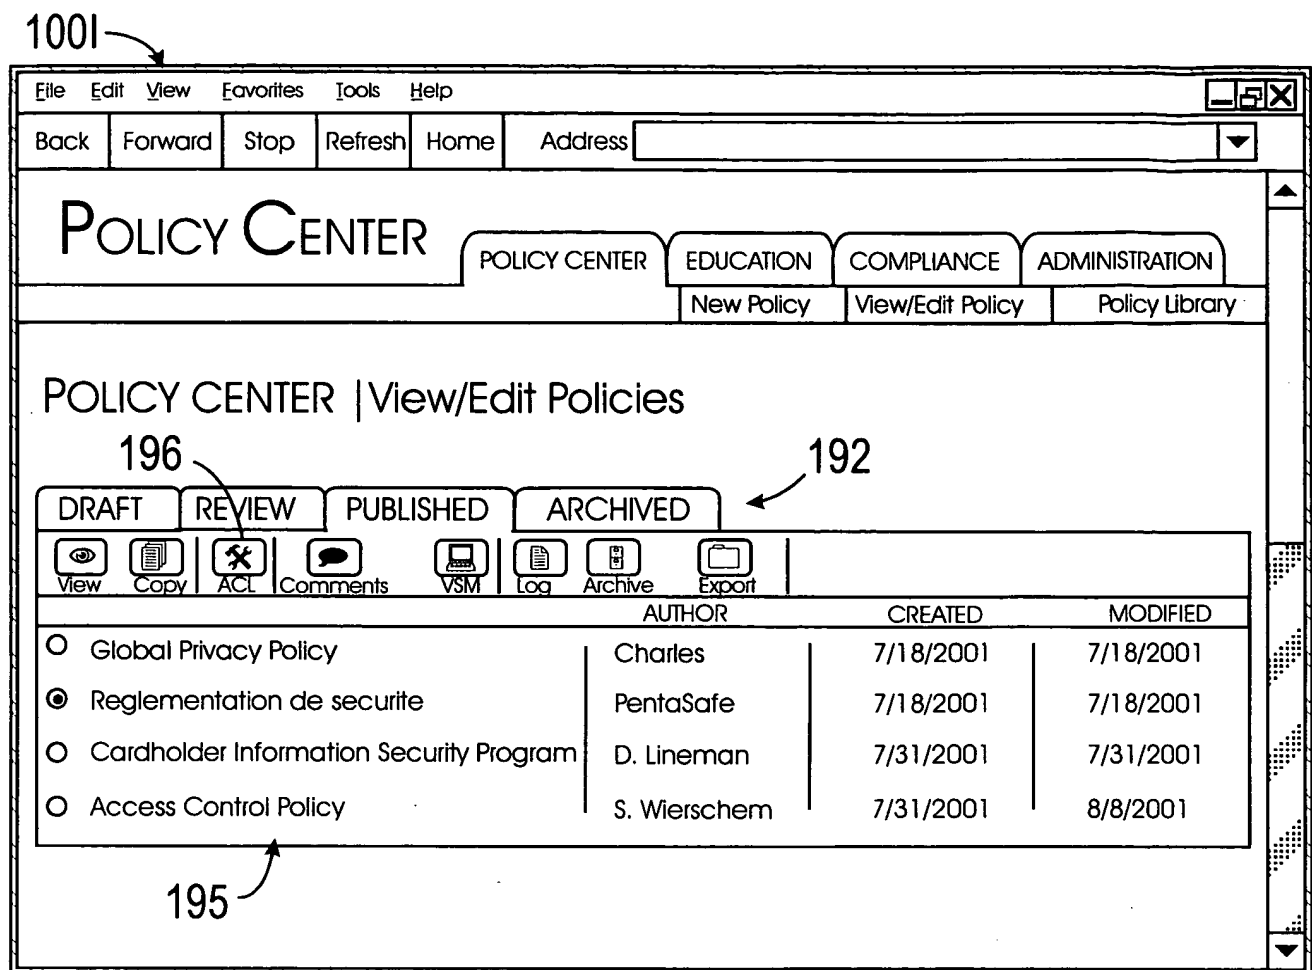 100I
File Edit View Favorites Tools Help
Back Forward Stop Refresh Home Address
POLICY CENTER
POLICY CENTER EDUCATION COMPLIANCE ADMINISTRATION
New Policy View/Edit Policy Policy Library
POLICY CENTER | View/Edit Policies
196 192
DRAFT REVIEW PUBLISHED ARCHIVED
View Copy ACL Comments VSM Log Archive Export
AUTHOR CREATED MODIFIED
Global Privacy Policy Charles 7/18/2001 7/18/2001
Reglementation de securite PentaSafe 7/18/2001 7/18/2001
Cardholder Information Security Program D. Lineman 7/31/2001 7/31/2001
Access Control Policy S. Wierschem 7/31/2001 8/8/2001
195